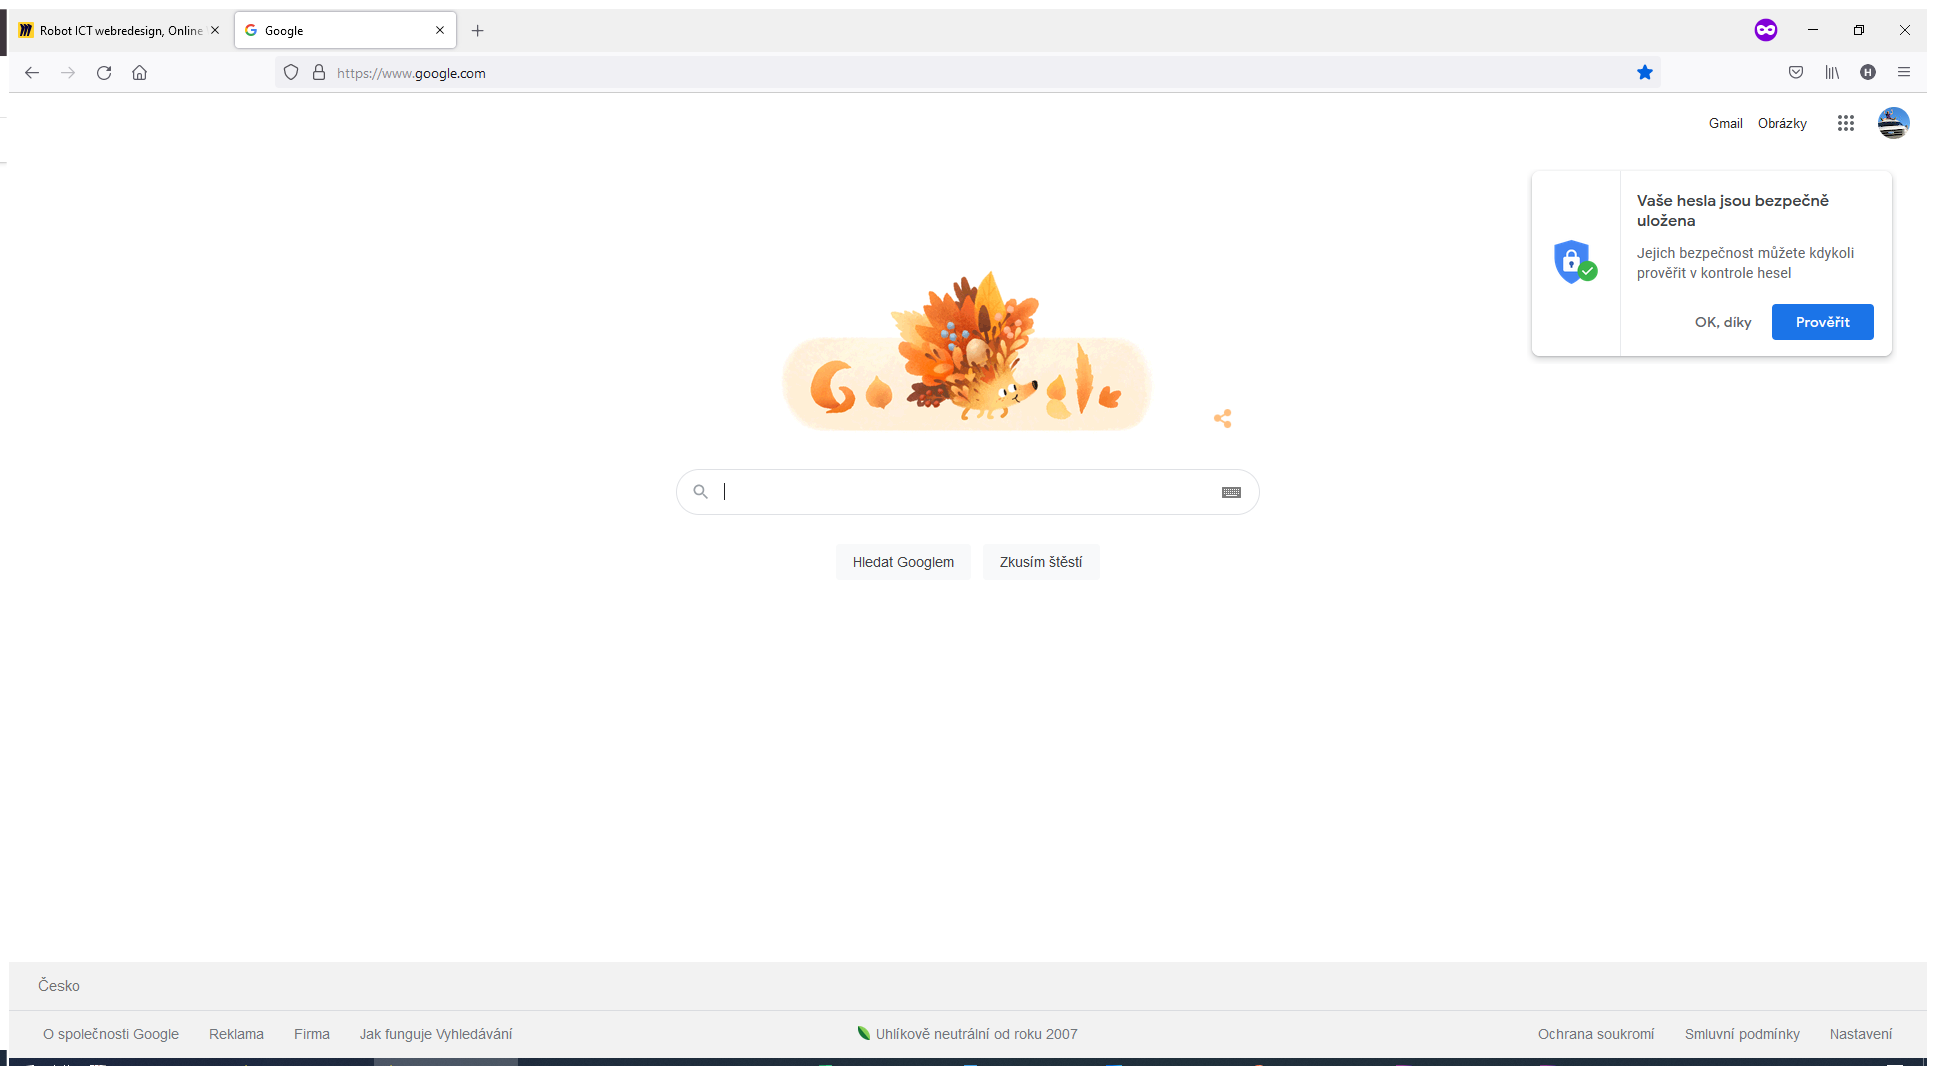 Robot ICT webredesign, Online
Google
https://www.google.com
H
Gmail Obrázky
Vaše hesla jsou bezpečně
uložena
Jejich bezpečnost můžete kdykoli
prověřit v kontrole hesel
OK, díky Prověřit
Google
Hledat Googlem Zkusím štěstí
Česko
O společnosti Google Reklama Firma Jak funguje Vyhledávání
Uhlíkově neutrální od roku 2007
Ochrana soukromí Smluvní podmínky Nastavení